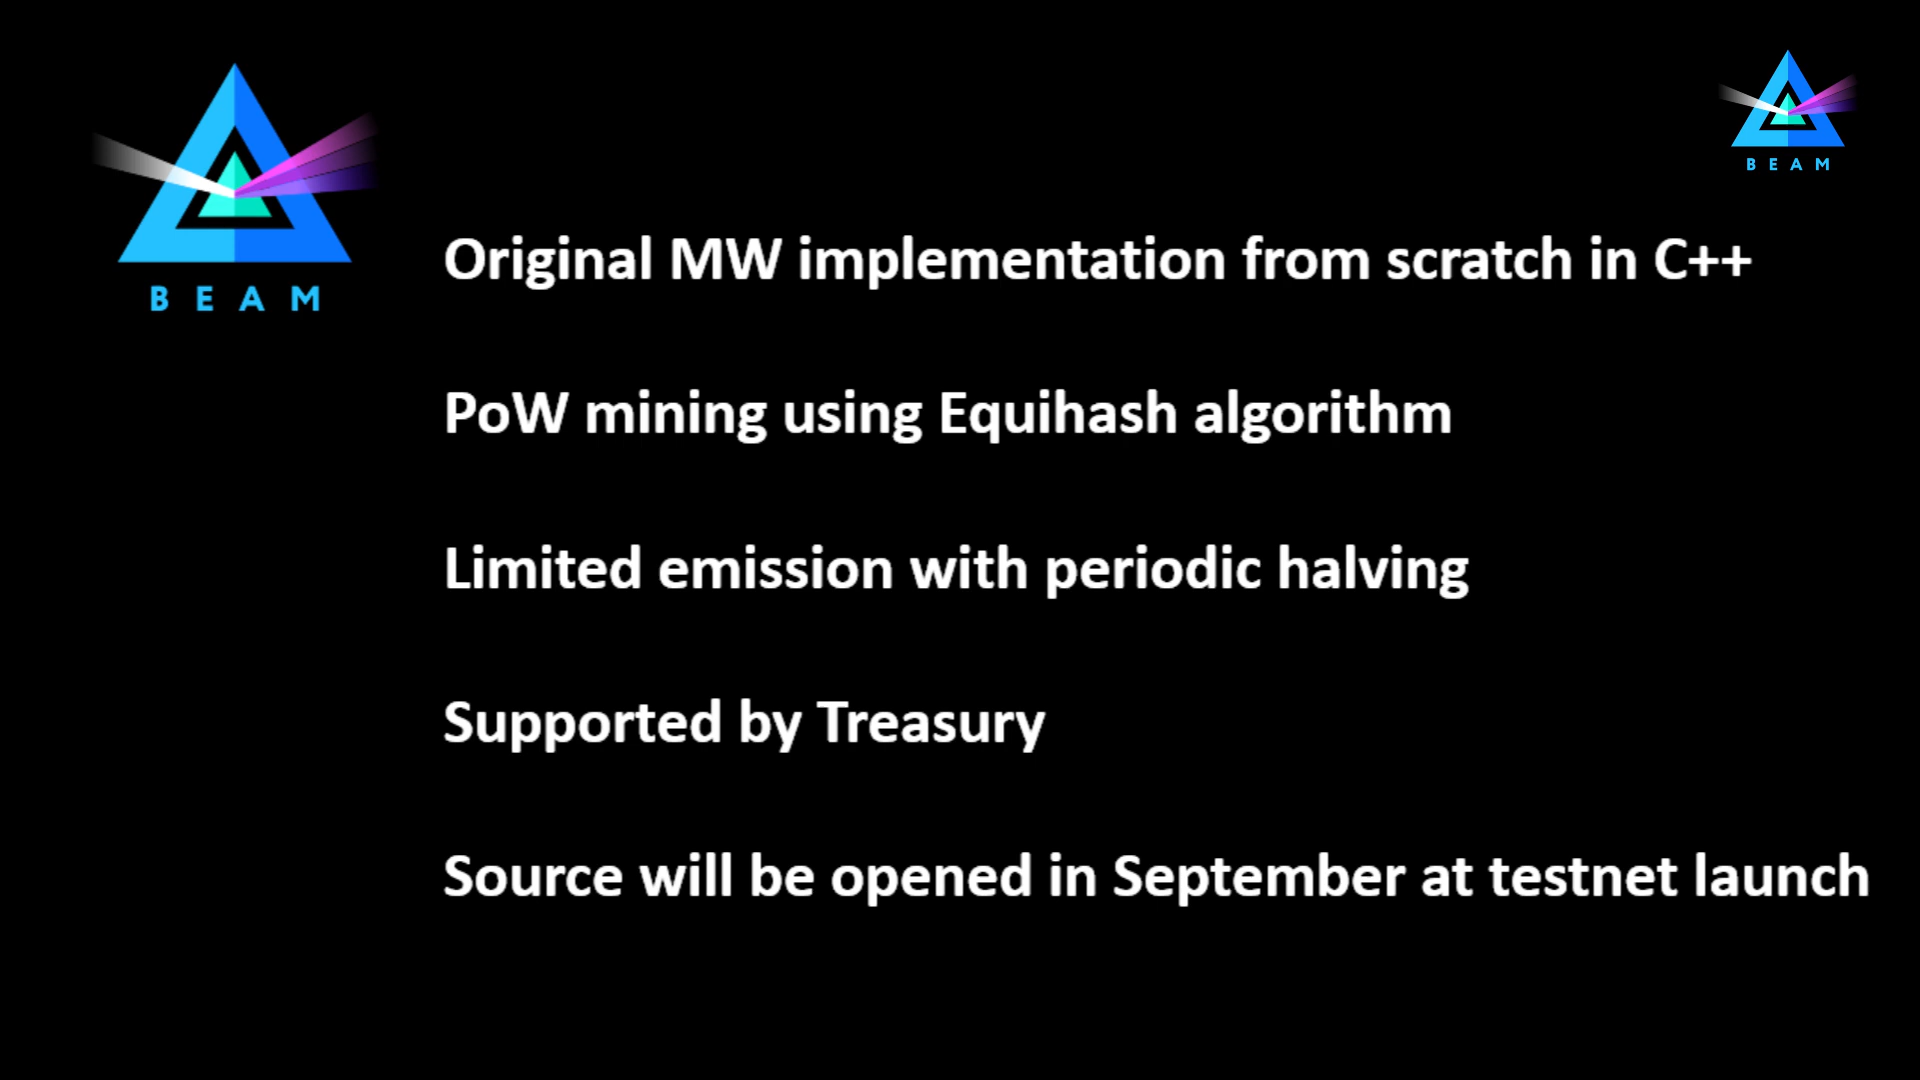 BEAM
BEAM
Original MW implementation from scratch in C++
PoW mining using Equihash algorithm
Limited emission with periodic halving
Supported by Treasury
Source will be opened in September at testnet launch